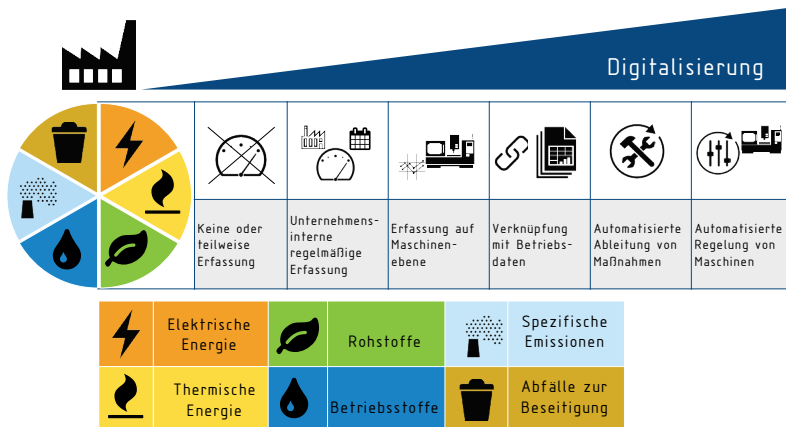 Digitalisierung
Keine oder
teilweise
Erfassung
Unternehmens-
interne
regelmäßige
Erfassung
Erfassung auf
Maschinen-
ebene
Verknüpfung
mit Betriebs-
daten
Automatisierte
Ableitung von
Maßnahmen
Automatisierte
Regelung von
Maschinen
Elektrische
Energie
Rohstoffe
Spezifische
Emissionen
Thermische
Energie
Betriebsstoffe
Abfälle zur
Beseitigung